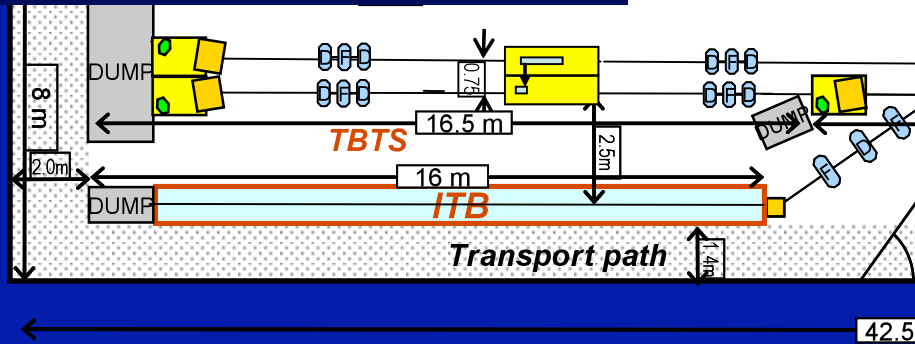 DUMP
F D F
F D F
0.75
D F D
D F D
DUMP
8 m
16.5 m
TBTS
2.5m
F D F
2.0m
16 m
DUMP
ITB
Transport path
1.4m
42.5